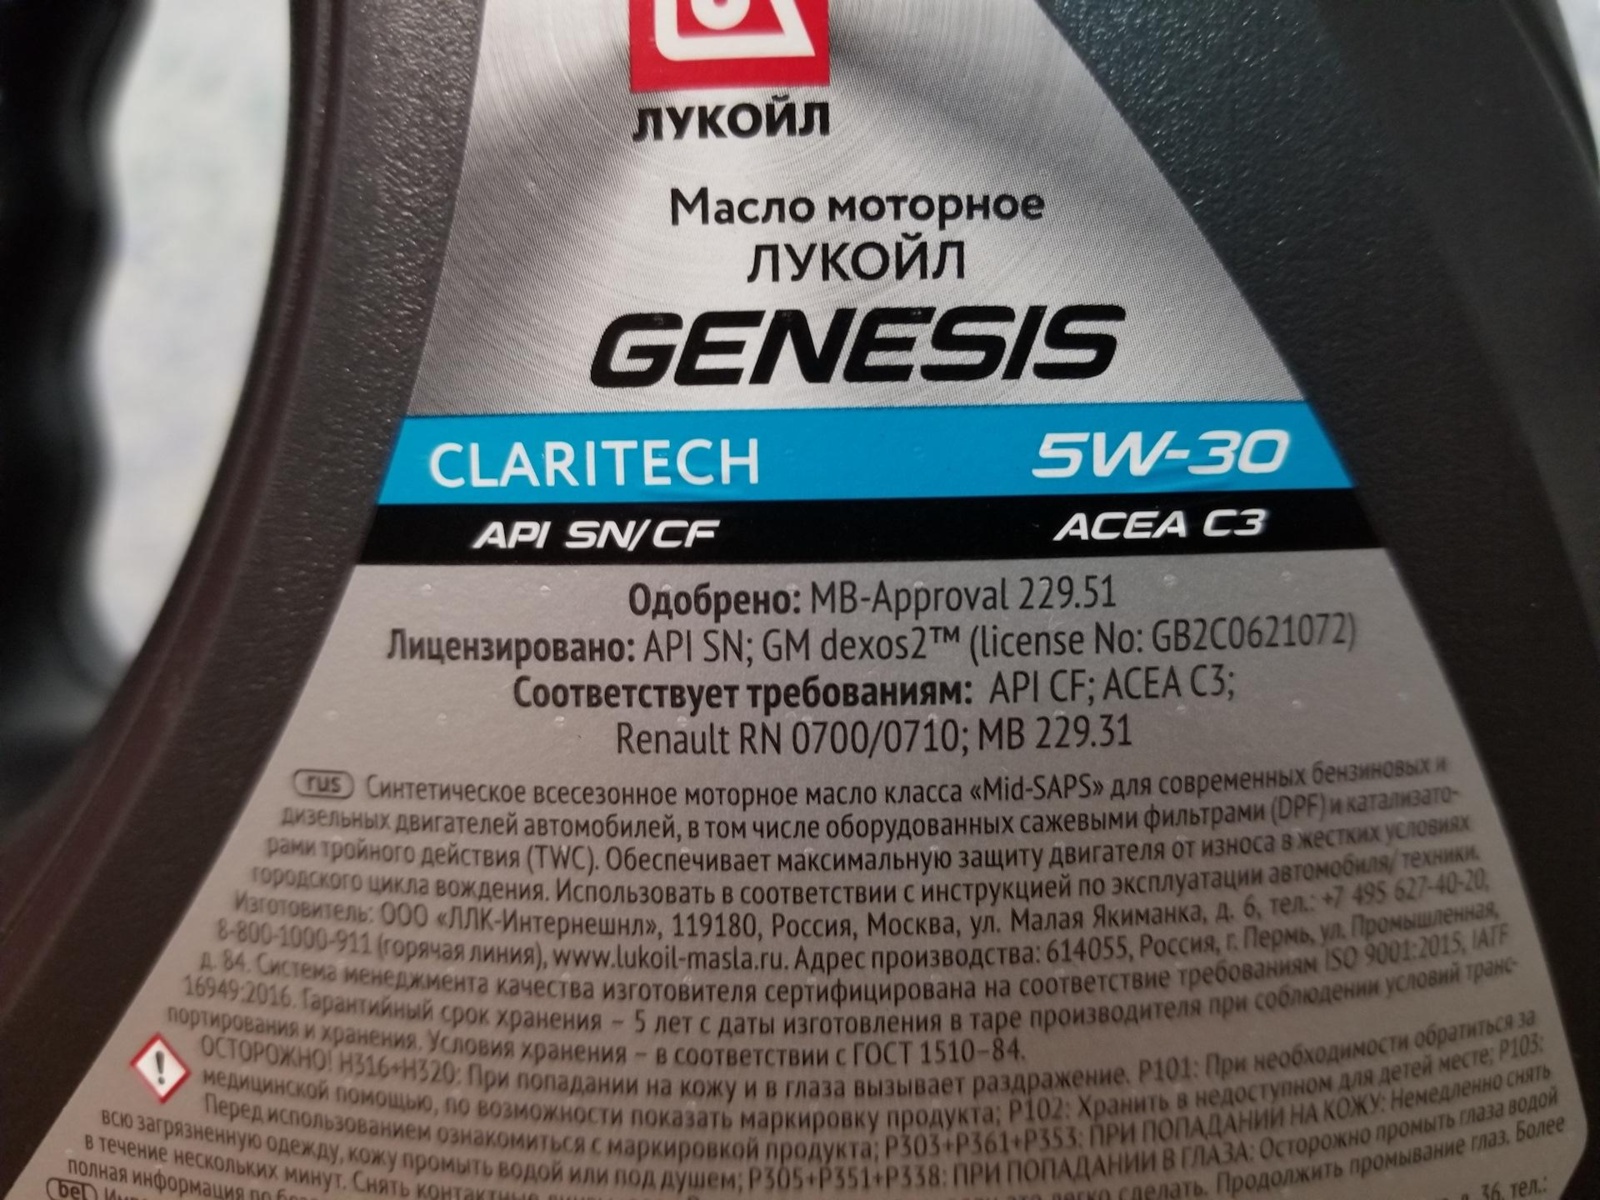 ЛУКОЙЛ
Масло моторное
ЛУКОЙЛ
GENESIS
CLARITECH 5W-30
API SN/CF ACEA C3
Одобрено: MB-Approval 229.51
Лицензировано: API SN; GM dexos2™ (license No: GB2C0621072)
Соответствует требованиям: API CF; ACEA C3;
Renault RN 0700/0710; MB 229.31
rus Синтетическое всесезонное моторное масло класса «Mid-SAPS» для современных бензиновых и
дизельных двигателей автомобилей, в том числе оборудованных сажевыми фильтрами (DPF) и катализато-
рами тройного действия (TWC). Обеспечивает максимальную защиту двигателя от износа в жестких условиях
городского цикла вождения. Использовать в соответствии с инструкцией по эксплуатации автомобиля/техники.
Изготовитель: ООО «ЛЛК-Интернешнл», 119180, Россия, Москва, ул. Малая Якиманка, д. 6, тел.: +7 495 627-40-20,
8-800-1000-911 (горячая линия), www.lukoil-masla.ru. Адрес производства: 614055, Россия, г. Пермь, ул. Промышленная,
д. 84. Система менеджмента качества изготовителя сертифицирована на соответствие требованиям ISO 9001:2015, IATF
16949:2016. Гарантийный срок хранения – 5 лет с даты изготовления в таре производителя при соблюдении условий транс-
портирования и хранения. Условия хранения – в соответствии с ГОСТ 1510–84.
ОСТОРОЖНО! H316+H320: При попадании на кожу и в глаза вызывает раздражение. P101: При необходимости обратиться за
медицинской помощью, по возможности показать маркировку продукта; P102: Хранить в недоступном для детей месте; P103:
Перед использованием ознакомиться с маркировкой продукта; P303+P361+P353: ПРИ ПОПАДАНИИ НА КОЖУ: Немедленно снять
всю загрязненную одежду, кожу промыть водой или под душем; P305+P351+P338: ПРИ ПОПАДАНИИ В ГЛАЗА: Осторожно промыть глаза водой
в течение нескольких минут. Снять контактные легко сделать. Продолжить промывание глаз. Более
полная информация по
bel 36, тел.: